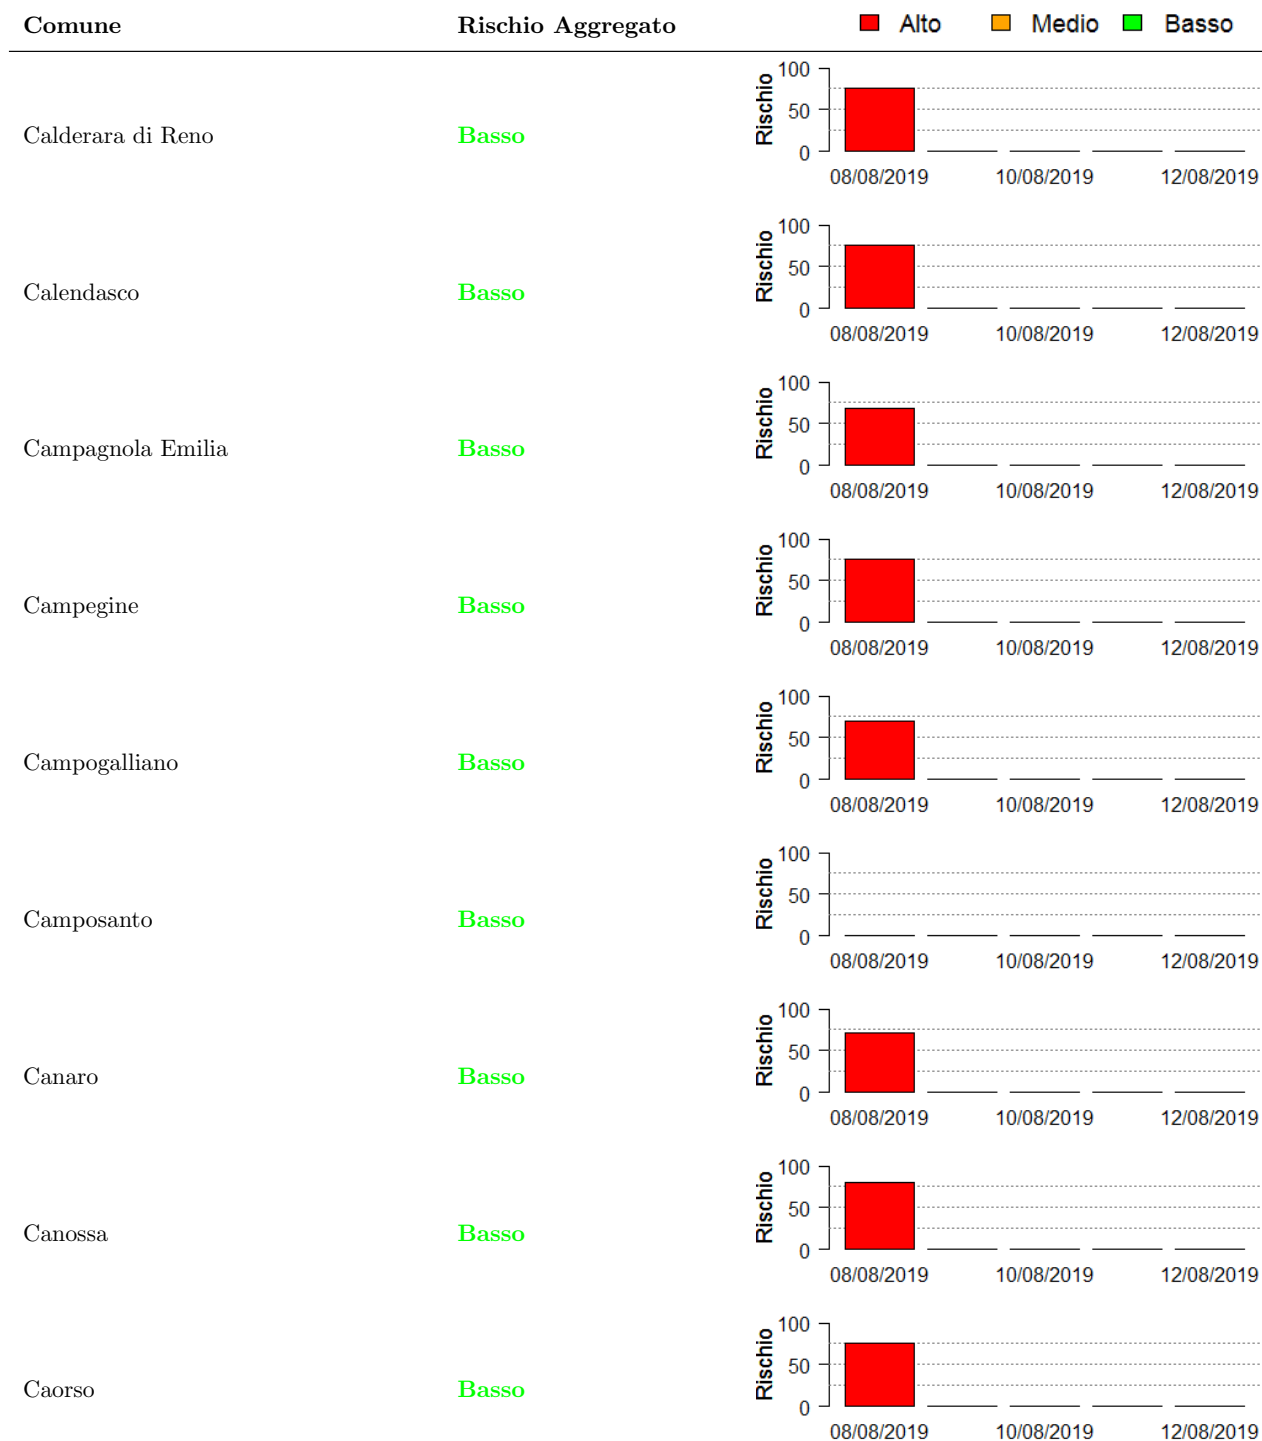 Comune Rischio Aggregato Alto Medio Basso
100
50
0
Rischio
Calderara di Reno Basso
08/08/2019 10/08/2019 12/08/2019
100
50
0
Rischio
Calendasco Basso
08/08/2019 10/08/2019 12/08/2019
100
50
0
Rischio
Campagnola Emilia Basso
08/08/2019 10/08/2019 12/08/2019
100
50
0
Rischio
Campegine Basso
08/08/2019 10/08/2019 12/08/2019
100
50
0
Rischio
Campogalliano Basso
08/08/2019 10/08/2019 12/08/2019
100
50
0
Rischio
Camposanto Basso
08/08/2019 10/08/2019 12/08/2019
100
50
0
Rischio
Canaro Basso
08/08/2019 10/08/2019 12/08/2019
100
50
0
Rischio
Canossa Basso
08/08/2019 10/08/2019 12/08/2019
100
50
0
Rischio
Caorso Basso
08/08/2019 10/08/2019 12/08/2019